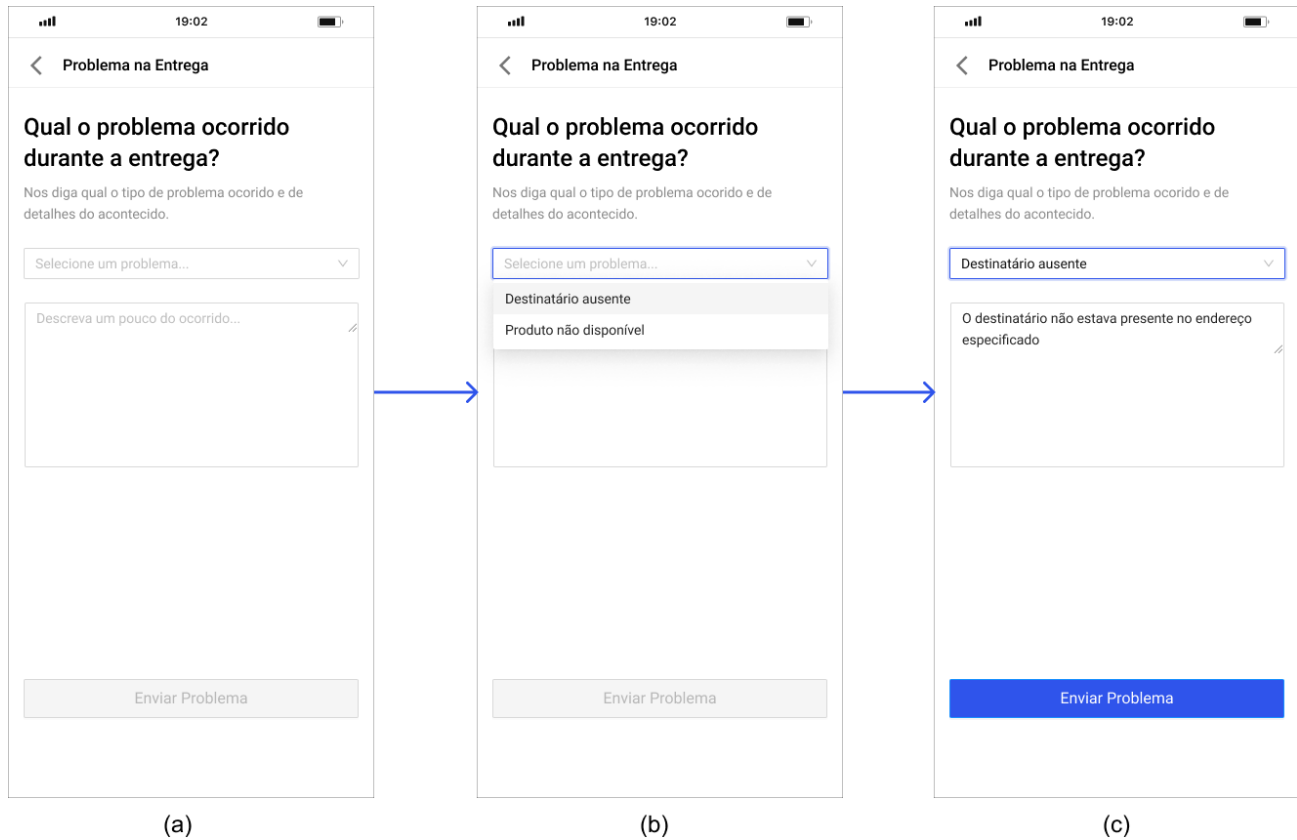 19:02
Problema na Entrega
Qual o problema ocorrido
durante a entrega?
Nos diga qual o tipo de problema ocorido e de
detalhes do acontecido.
Selecione um problema...
Descreva um pouco do ocorrido...
Enviar Problema
(a)
19:02
Problema na Entrega
Qual o problema ocorrido
durante a entrega?
Nos diga qual o tipo de problema ocorido e de
detalhes do acontecido.
Selecione um problema...
Destinatário ausente
Produto não disponível
Enviar Problema
(b)
19:02
Problema na Entrega
Qual o problema ocorrido
durante a entrega?
Nos diga qual o tipo de problema ocorido e de
detalhes do acontecido.
Destinatário ausente
O destinatário não estava presente no endereço
especificado
Enviar Problema
(c)